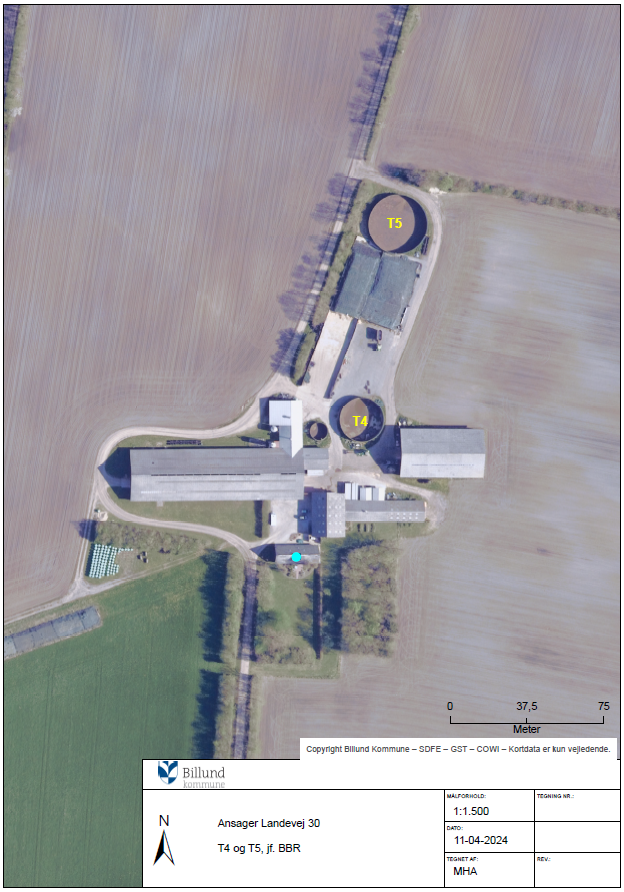 T5
T4
0 37,5 75
Meter
Copyright Billund Kommune – SDFE – GST – COWI – Kortdata er kun vejledende.
Billund
kommune
N
Ansager Landevej 30
T4 og T5, jf. BBR
MÅLFORHOLD:
1:1.500
TEGNING NR.:
DATO:
11-04-2024
TEGNET AF:
MHA
REV.: